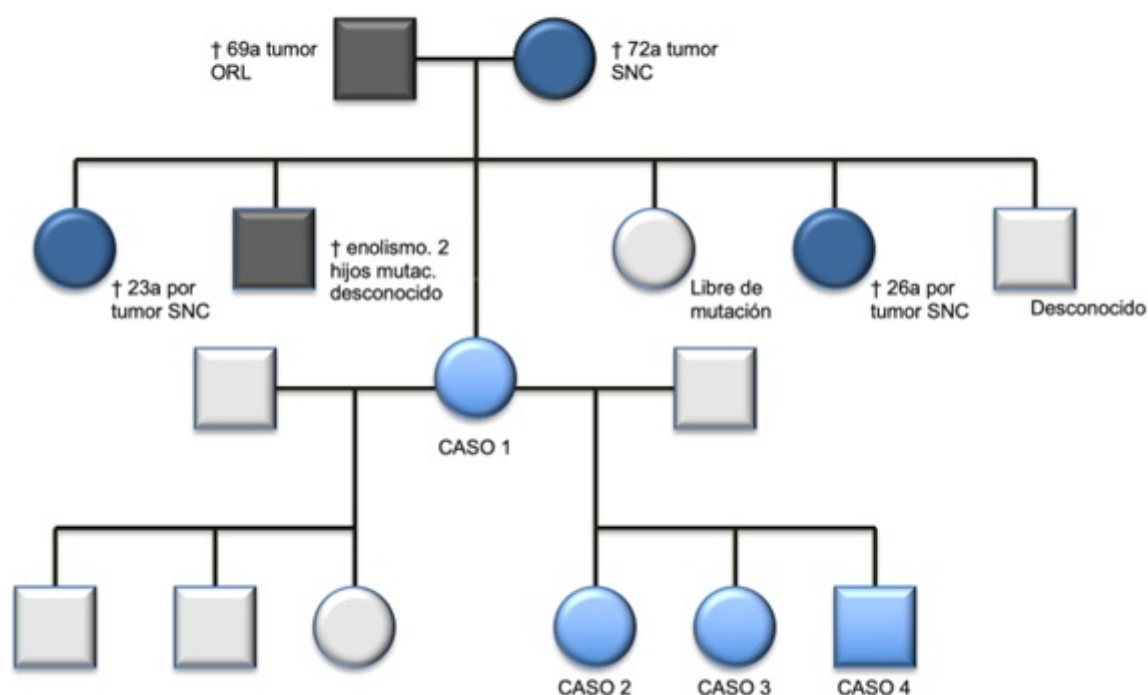 † 69a tumor
ORL
† 72a tumor
SNC
† 23a por
tumor SNC
† enolismo. 2
hijos mutac.
desconocido
Libre de
mutación
† 26a por
tumor SNC
Desconocido
CASO 1
CASO 2
CASO 3
CASO 4